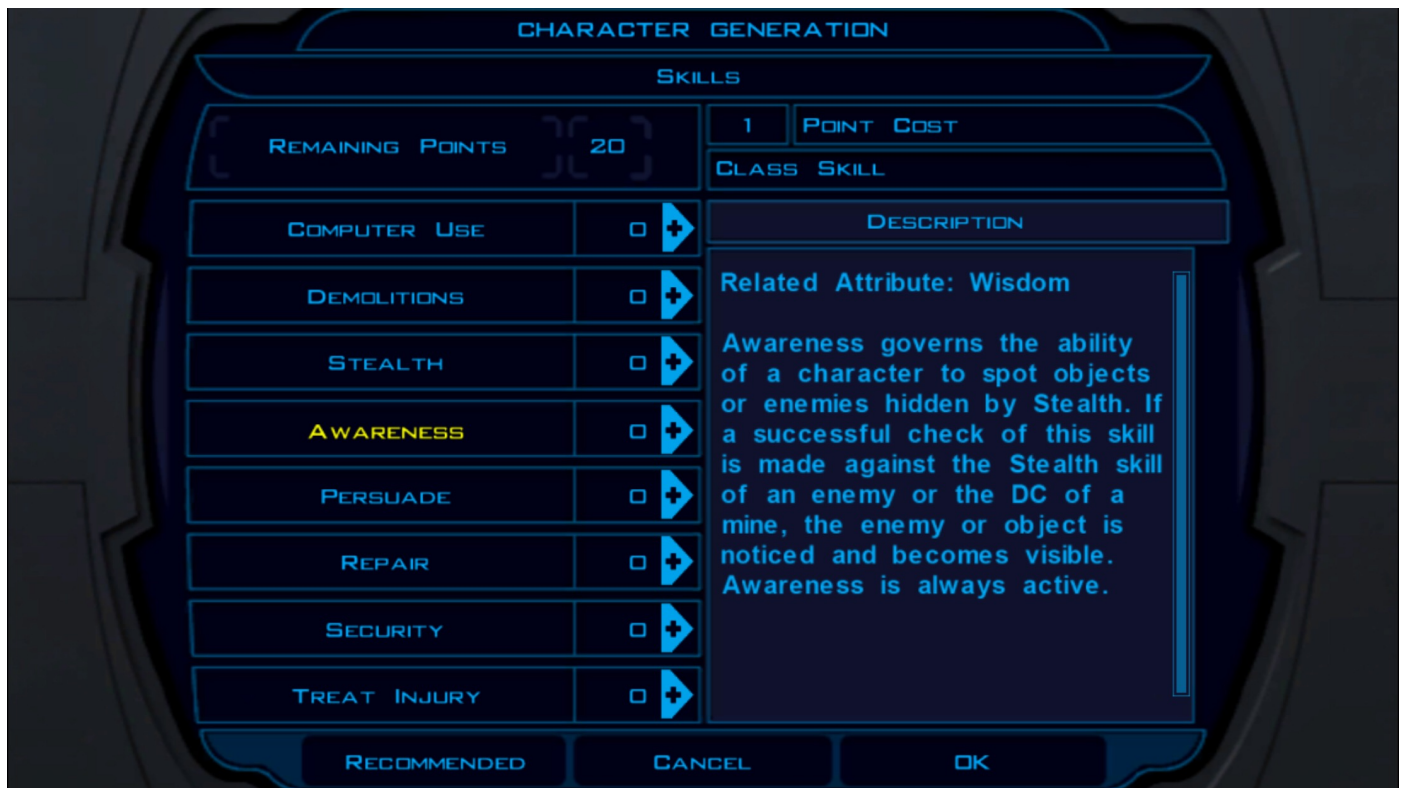 CHARACTER GENERATION
SKILLS
REMAINING POINTS 20
1 POINT COST
CLASS SKILL
COMPUTER USE 0 +
DEMOLITIONS 0 +
STEALTH 0 +
AWARENESS 0 +
PERSUADE 0 +
REPAIR 0 +
SECURITY 0 +
TREAT INJURY 0 +
DESCRIPTION
Related Attribute: Wisdom
Awareness governs the ability
of a character to spot objects
or enemies hidden by Stealth. If
a successful check of this skill
is made against the Stealth skill
of an enemy or the DC of a
mine, the enemy or object is
noticed and becomes visible.
Awareness is always active.
RECOMMENDED
CANCEL
OK